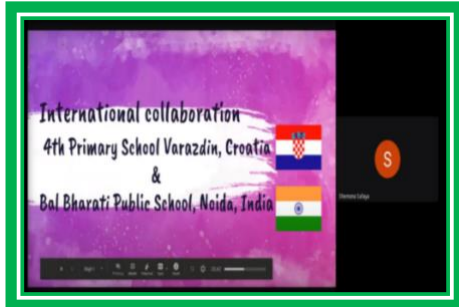 International collaboration
4th Primary School Varazdin, Croatia
&
Bal Bharati Public School, Noida, India
S